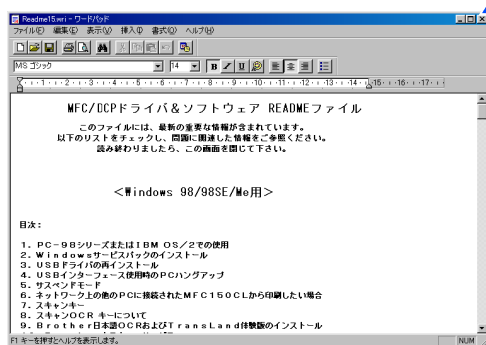 Readme15.wri - ワードパッド
ファイル(F) 編集(E) 表示(V) 挿入(I) 書式(O) ヘルプ(H)
MS ゴシック 14 B U
1 2 3 4 5 6 7 8 9 10 11 12 13 14 15 16 17
MFC/DCPドライバ&ソフトウェア READMEファイル
このファイルには、最新の重要な情報が含まれています。
以下のリストをチェックし、問題に関連した情報をご参照ください。
読み終わりましたら、この画面を閉じて下さい。
<Windows 98/98SE/Me用>
目次:
1. PC-98シリーズまたはIBM OS/2での使用
2. Windowsサービスパックのインストール
3. USBドライバの再インストール
4. USBインターフェース使用時のPCハングアップ
5. サスペンドモード
6. ネットワーク上の他のPCに接続されたMFC150CLから印刷したい場合
7. スキャンキー
8. スキャンOCR キーについて
9. Brother日本語OCRおよびTransLand体験版のインストール
F1 キーを押すとヘルプを表示します。 NUM